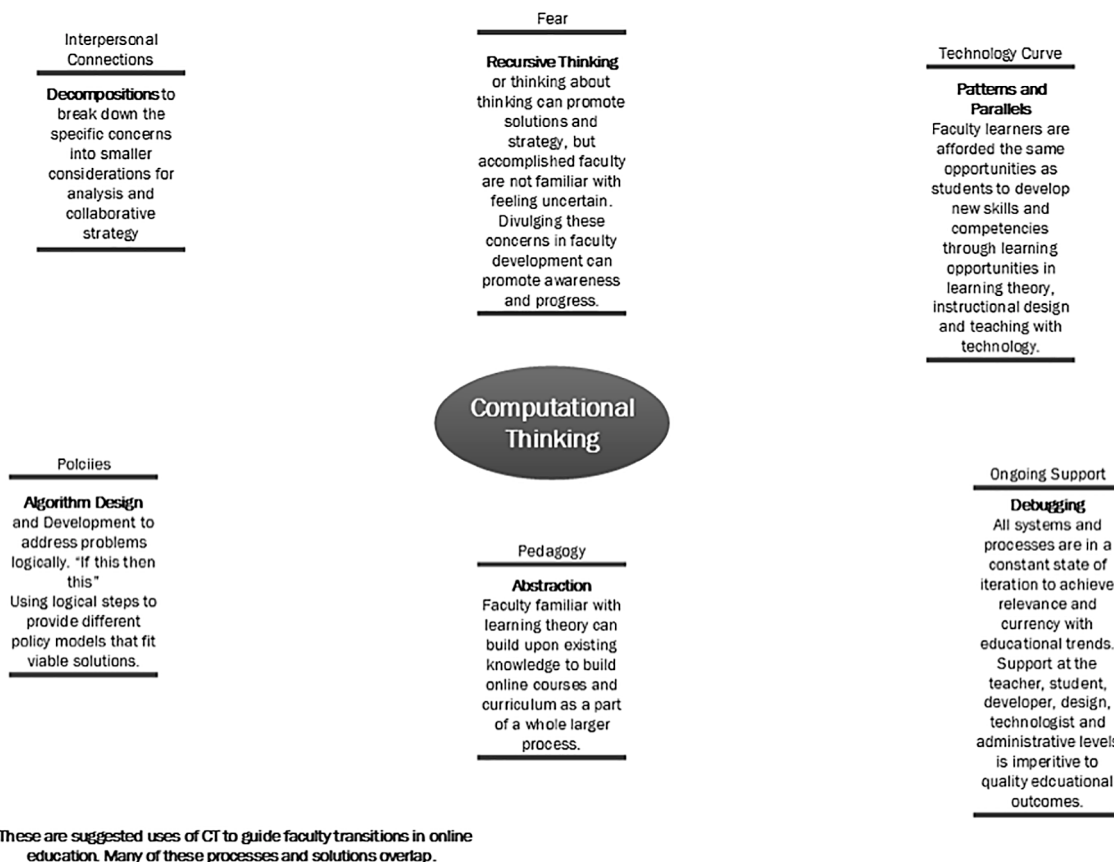 Interpersonal
Connections
Decompositions to
break down the
specific concerns
into smaller
considerations for
analysis and
collaborative
strategy
Fear
Recursive Thinking
or thinking about
thinking can promote
solutions and
strategy, but
accomplished faculty
are not familiar with
feeling uncertain.
Divulging these
concerns in faculty
development can
promote awareness
and progress.
Technology Curve
Patterns and
Parallels
Faculty learners are
afforded the same
opportunities as
students to develop
new skills and
competencies
through learning
opportunities in
learning theory,
instructional design
and teaching with
technology.
Computational
Thinking
Polciies
Algorithm Design
and Development to
address problems
logically. "If this then
this"
Using logical steps to
provide different
policy models that fit
viable solutions.
Pedagogy
Abstraction
Faculty familiar with
learning theory can
build upon existing
knowledge to build
online courses and
curriculum as a part
of a whole larger
process.
Ongoing Support
Debugging
All systems and
processes are in a
constant state of
iteration to achieve
relevance and
currency with
educational trends.
Support at the
teacher, student,
developer, design,
technologist and
administrative levels
is imperitive to
quality edcuational
outcomes.
These are suggested uses of CT to guide faculty transitions in online
education. Many of these processes and solutions overlap.